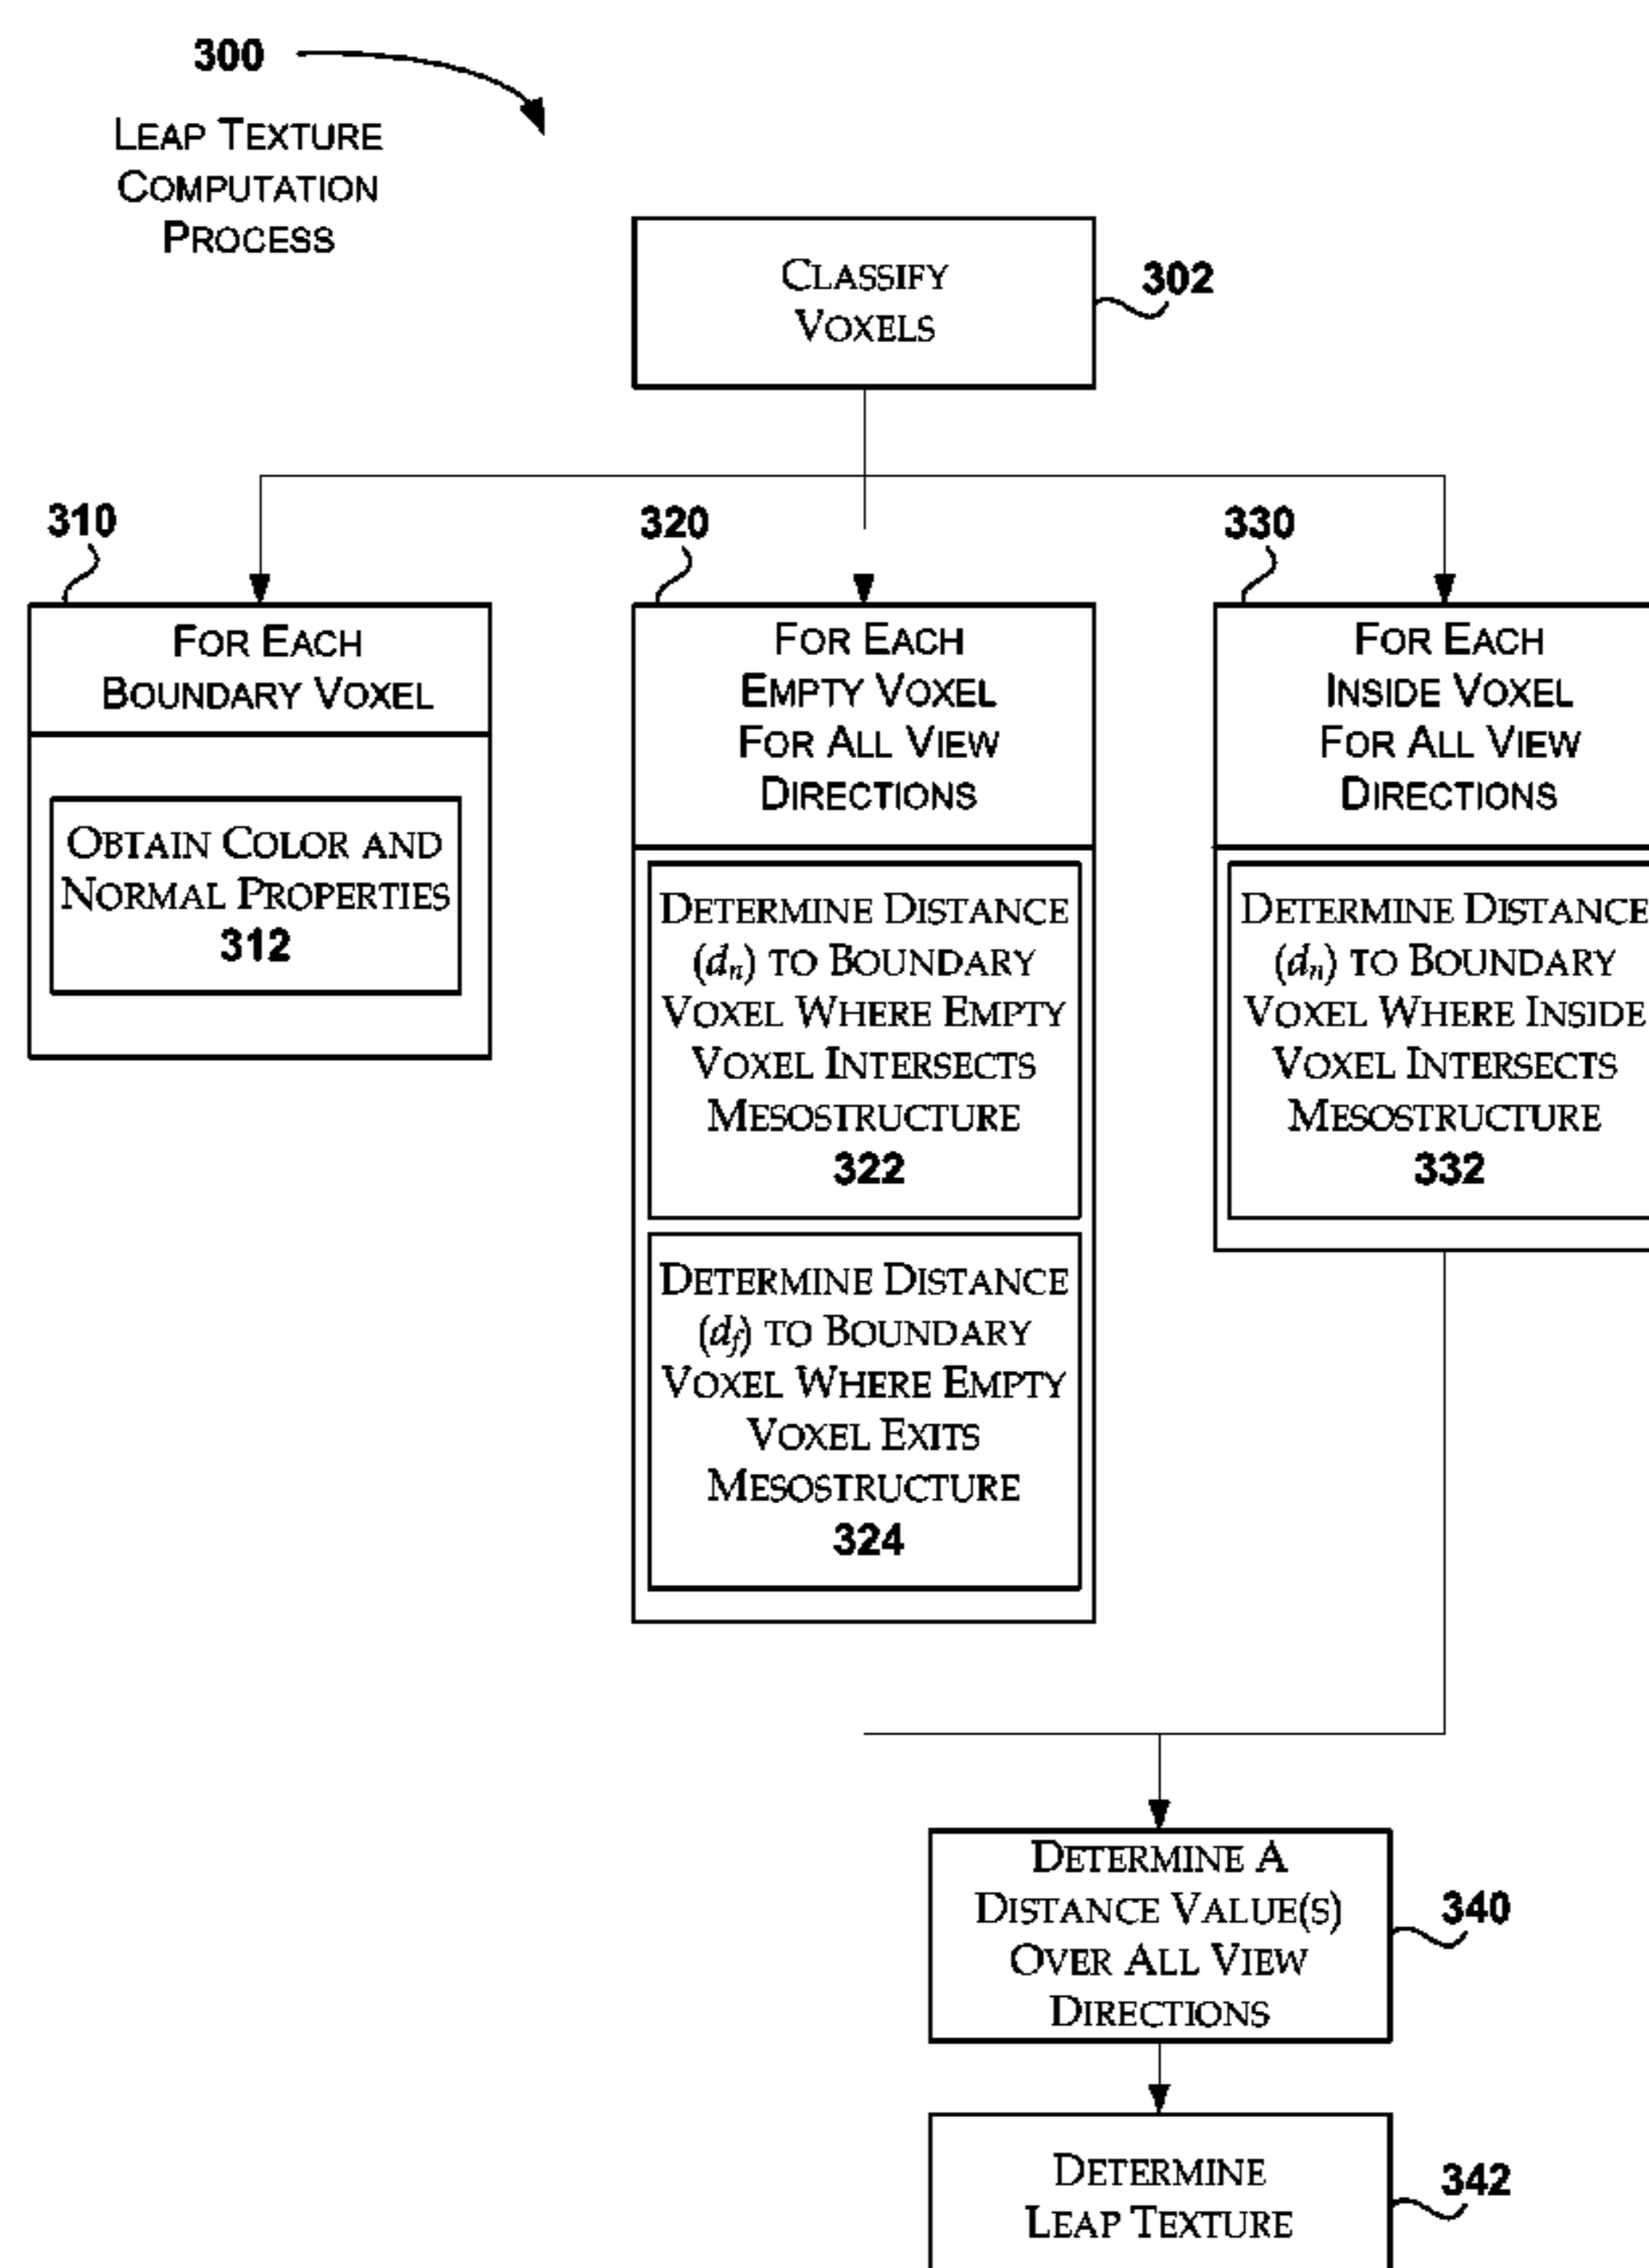 300
LEAP TEXTURE
COMPUTATION
PROCESS
CLASSIFY
VOXELS
302
310
FOR EACH
BOUNDARY VOXEL
OBTAIN COLOR AND
NORMAL PROPERTIES
312
320
FOR EACH
EMPTY VOXEL
FOR ALL VIEW
DIRECTIONS
DETERMINE DISTANCE
(dn) TO BOUNDARY
VOXEL WHERE EMPTY
VOXEL INTERSECTS
MESOSTRUCTURE
322
DETERMINE DISTANCE
(df) TO BOUNDARY
VOXEL WHERE EMPTY
VOXEL EXITS
MESOSTRUCTURE
324
330
FOR EACH
INSIDE VOXEL
FOR ALL VIEW
DIRECTIONS
DETERMINE DISTANCE
(dn) TO BOUNDARY
VOXEL WHERE INSIDE
VOXEL INTERSECTS
MESOSTRUCTURE
332
DETERMINE A
DISTANCE VALUE(S)
OVER ALL VIEW
DIRECTIONS
340
DETERMINE
LEAP TEXTURE
342